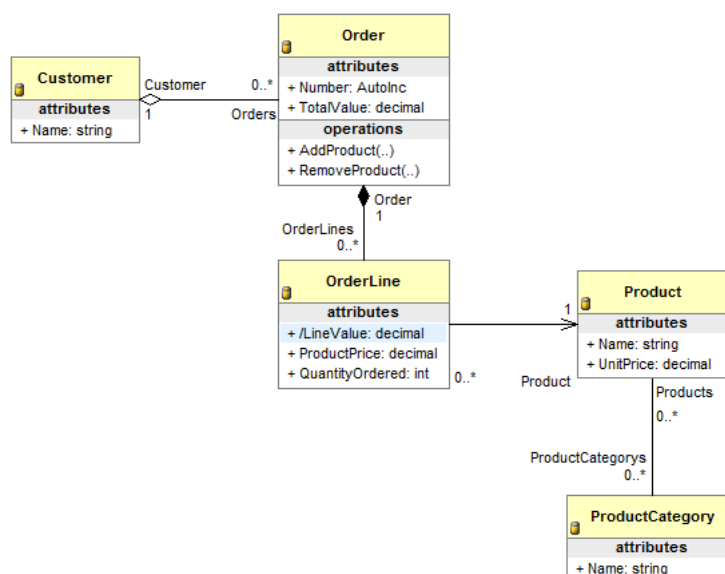 Order
attributes
+ Number: AutoInc
+ TotalValue: decimal
operations
+ AddProduct(..)
+ RemoveProduct(..)
Customer
attributes
+ Name: string
Customer
1
0..*
Orders
Order
1
OrderLines
0..*
OrderLine
attributes
+ /LineValue: decimal
+ ProductPrice: decimal
+ QuantityOrdered: int
0..*
1
Product
Product
attributes
+ Name: string
+ UnitPrice: decimal
Products
0..*
ProductCategorys
0..*
ProductCategory
attributes
+ Name: string